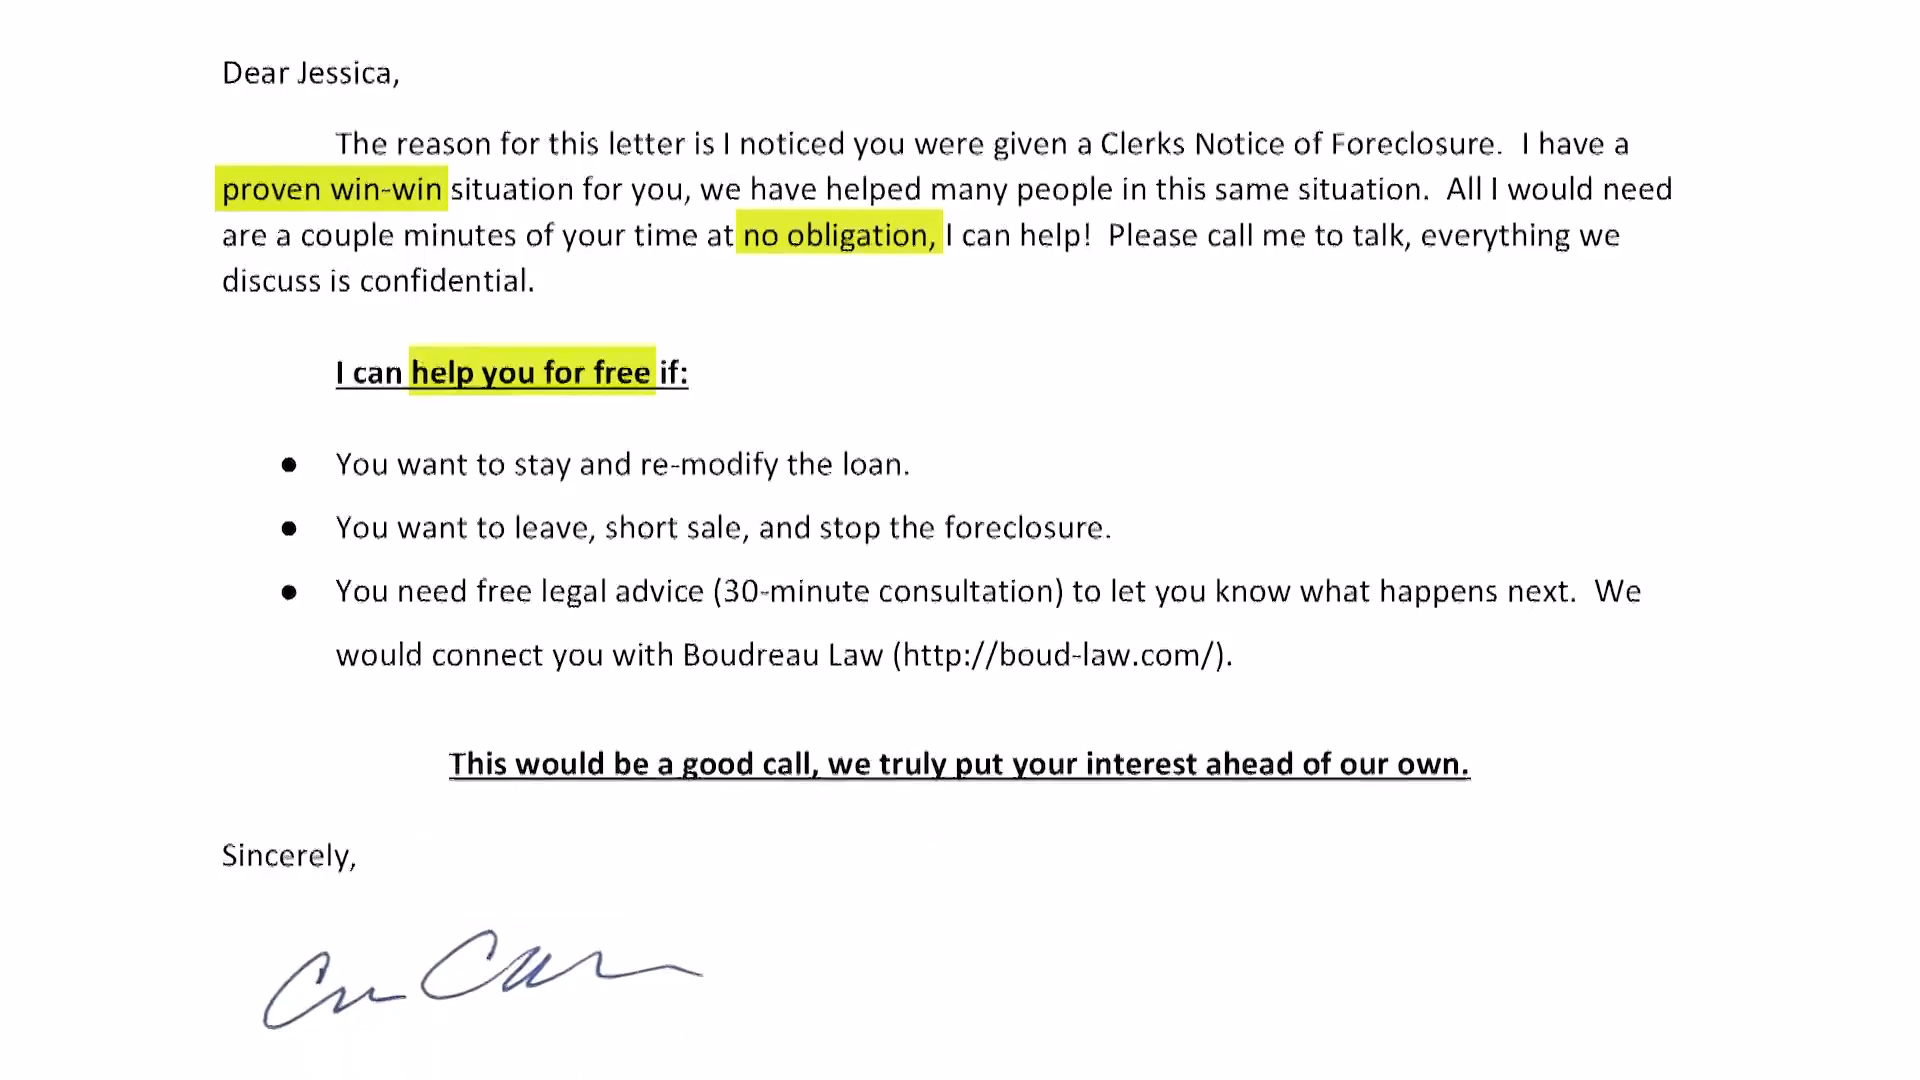 Dear Jessica,
The reason for this letter is I noticed you were given a Clerks Notice of Foreclosure. I have a
proven win-win situation for you, we have helped many people in this same situation. All I would need
are a couple minutes of your time at no obligation, I can help! Please call me to talk, everything we
discuss is confidential.
I can help you for free if:
● You want to stay and re-modify the loan.
● You want to leave, short sale, and stop the foreclosure.
● You need free legal advice (30-minute consultation) to let you know what happens next. We
would connect you with Boudreau Law (http://boud-law.com/).
This would be a good call, we truly put your interest ahead of our own.
Sincerely,